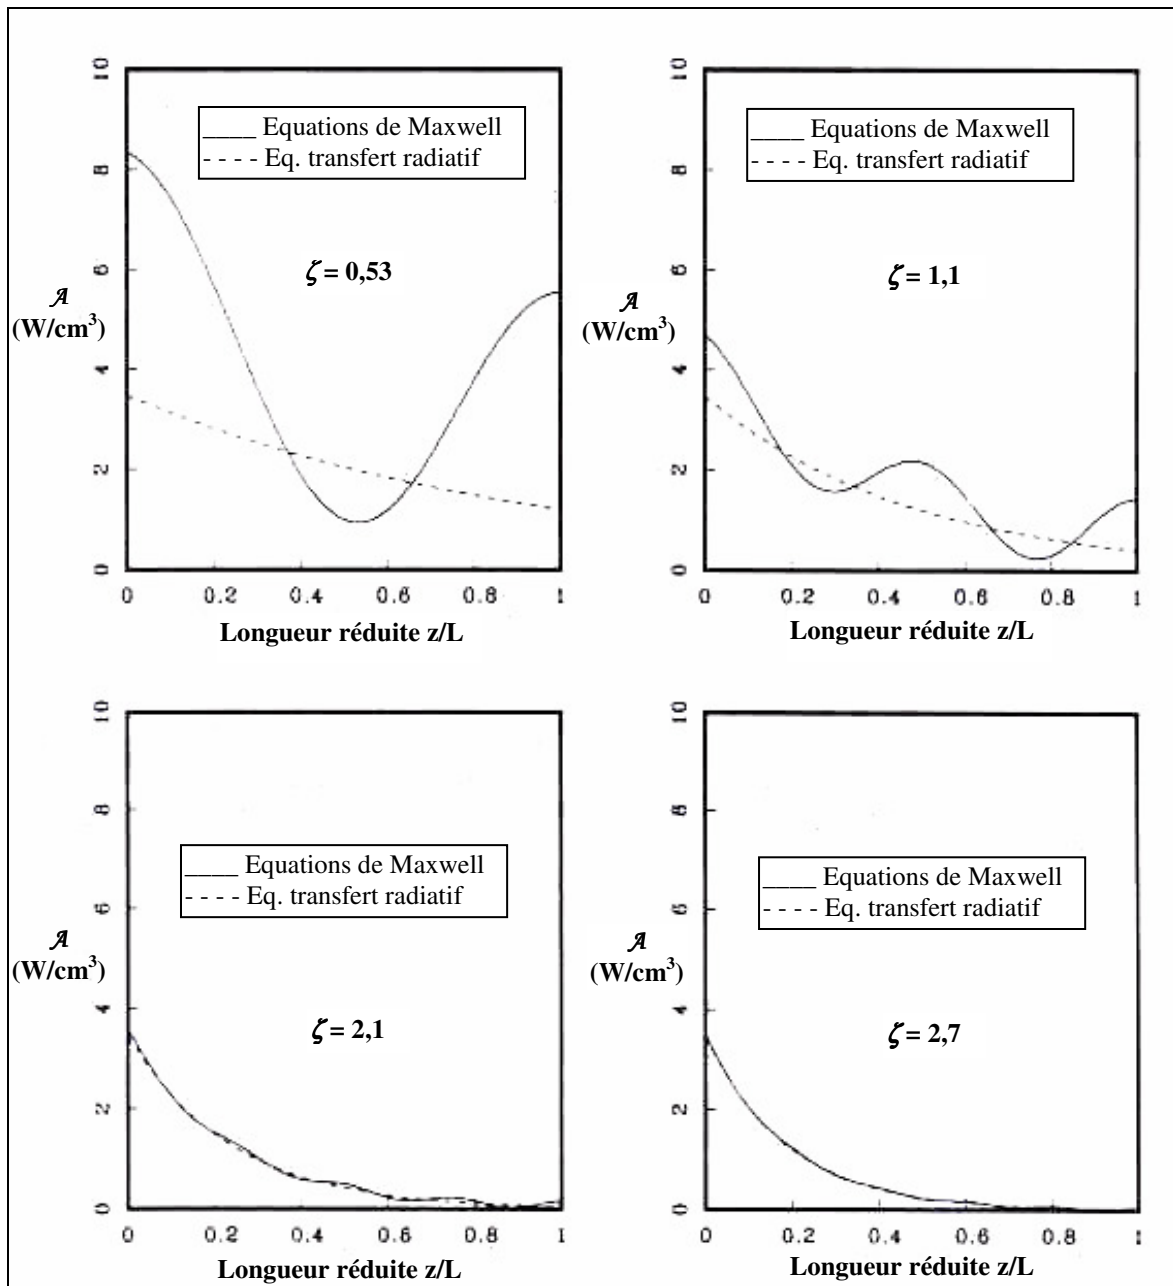 10
8
6
4
2
0
____ Equations de Maxwell
- - - - Eq. transfert radiatif
ζ = 0,53
𝒜
(W/cm³)
0 0.2 0.4 0.6 0.8 1
Longueur réduite z/L
10
8
6
4
2
0
____ Equations de Maxwell
- - - - Eq. transfert radiatif
ζ = 1,1
𝒜
(W/cm³)
0 0.2 0.4 0.6 0.8 1
Longueur réduite z/L
10
8
6
4
2
0
____ Equations de Maxwell
- - - - Eq. transfert radiatif
𝒜
(W/cm³)
ζ = 2,1
0 0.2 0.4 0.6 0.8 1
Longueur réduite z/L
10
8
6
4
2
0
____ Equations de Maxwell
- - - - Eq. transfert radiatif
𝒜
(W/cm³)
ζ = 2,7
0 0.2 0.4 0.6 0.8 1
Longueur réduite z/L